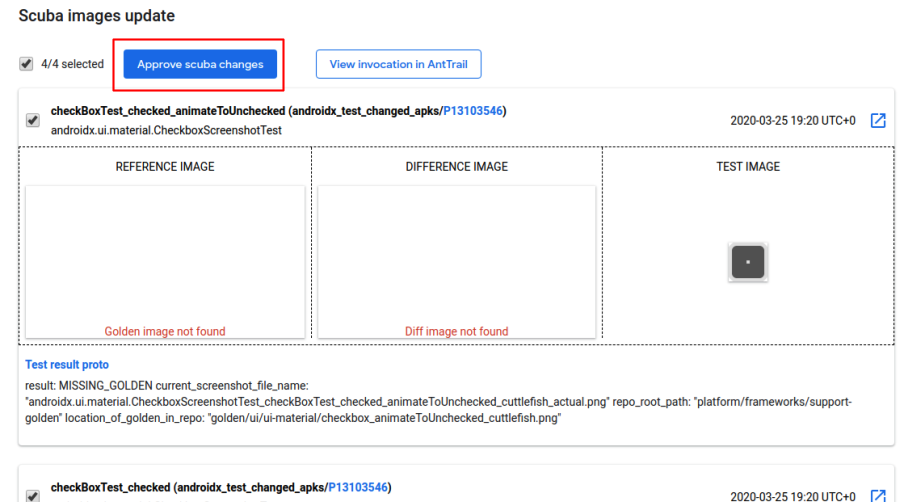 Scuba images update
4/4 selected
Approve scuba changes
View invocation in AntTrail
checkBoxTest_checked_animateToUnchecked (androidx_test_changed_apks/P13103546)
androidx.ui.material.CheckboxScreenshotTest
2020-03-25 19:20 UTC+0
REFERENCE IMAGE
DIFFERENCE IMAGE
TEST IMAGE
Golden image not found
Diff image not found
Test result proto
result: MISSING_GOLDEN current_screenshot_file_name:
"androidx.ui.material.CheckboxScreenshotTest_checkBoxTest_checked_animateToUnchecked_cuttlefish_actual.png" repo_root_path: "platform/frameworks/support-
golden" location_of_golden_in_repo: "golden/ui/ui-material/checkbox_animateToUnchecked_cuttlefish.png"
checkBoxTest_checked (androidx_test_changed_apks/P13103546)
2020-03-25 19:20 UTC+0